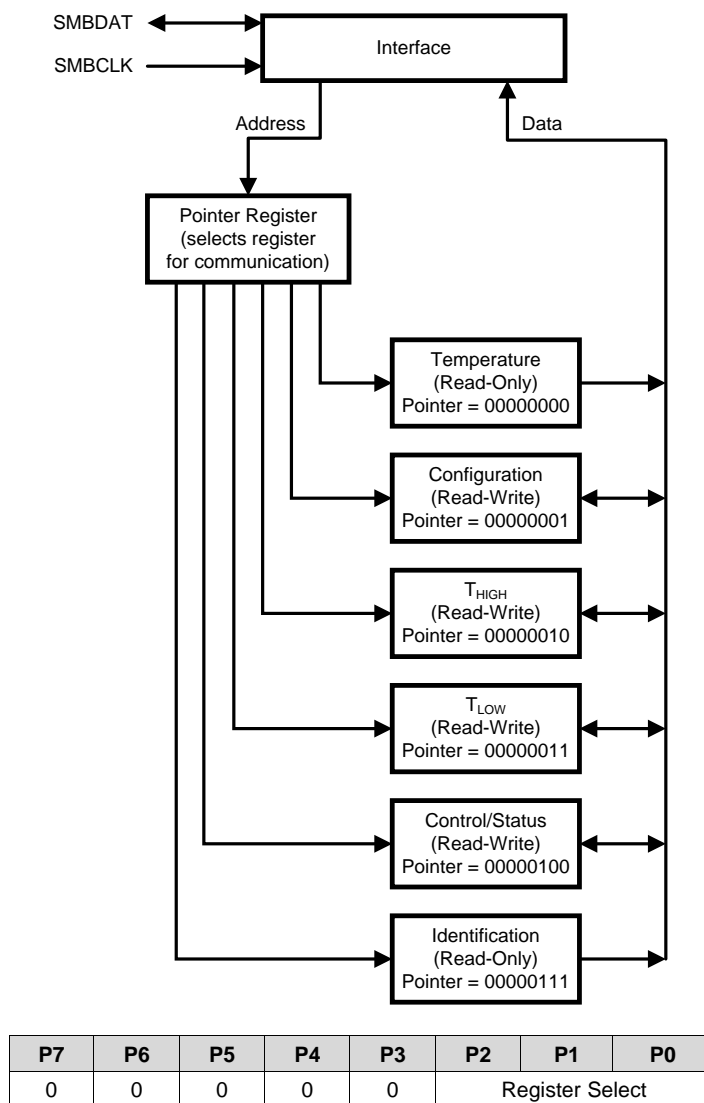 SMBDAT
SMBCLK
Interface
Address
Data
Pointer Register
(selects register
for communication)
Temperature
(Read-Only)
Pointer = 00000000
Configuration
(Read-Write)
Pointer = 00000001
THIGH
(Read-Write)
Pointer = 00000010
TLOW
(Read-Write)
Pointer = 00000011
Control/Status
(Read-Write)
Pointer = 00000100
Identification
(Read-Only)
Pointer = 00000111
P7 P6 P5 P4 P3 P2 P1 P0
0 0 0 0 0 Register Select